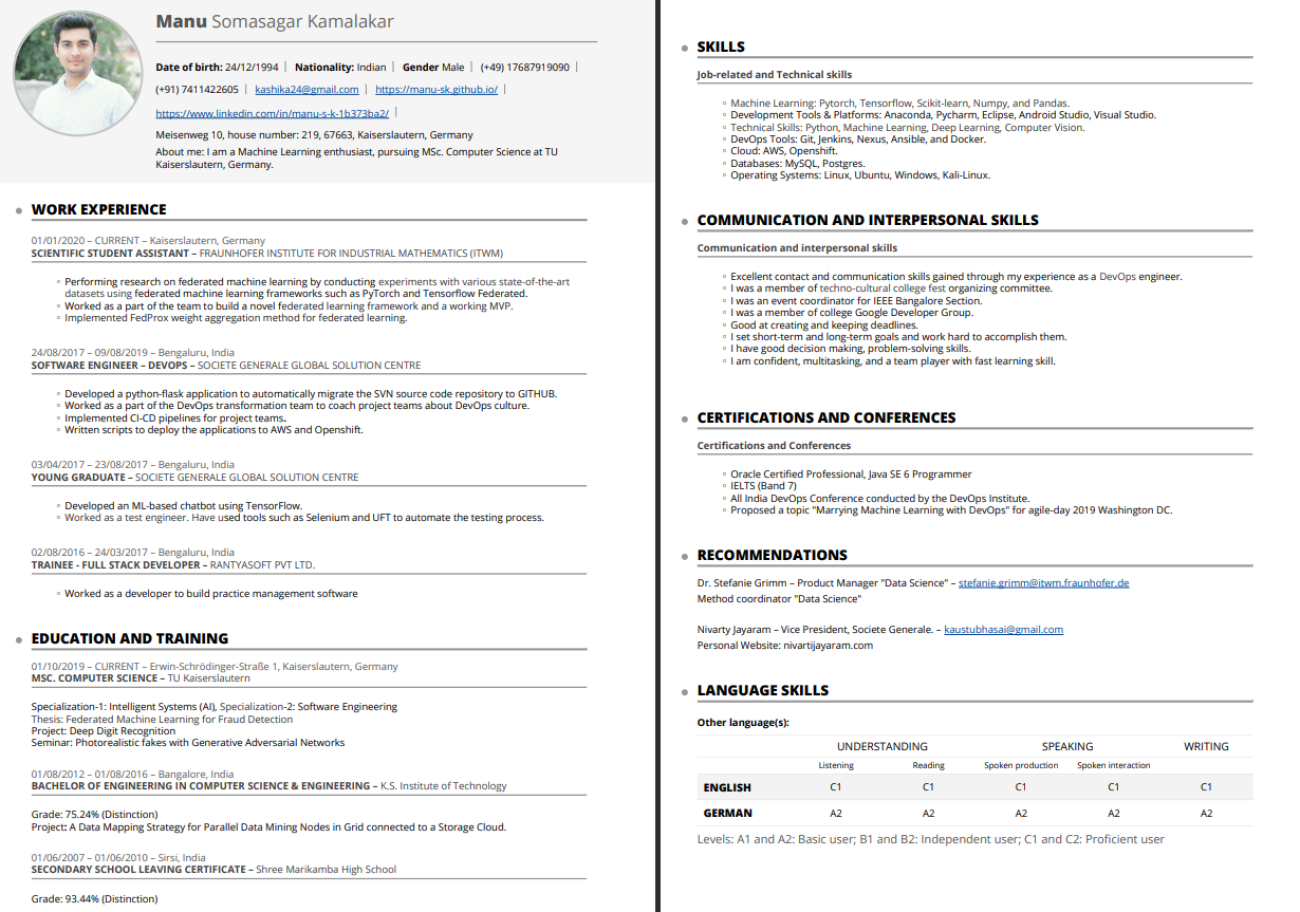 Manu Somasagar Kamalakar
Date of birth: 24/12/1994 | Nationality: Indian | Gender Male | (+49) 17687919090 |
(+91) 7411422605 | kashika24@gmail.com | https://manu-sk.github.io/ |
https://www.linkedin.com/in/manu-s-k-1b373ba2/ |
Meisenweg 10, house number: 219, 67663, Kaiserslautern, Germany
About me: I am a Machine Learning enthusiast, pursuing MSc. Computer Science at TU
Kaiserslautern, Germany.
WORK EXPERIENCE
01/01/2020 – CURRENT – Kaiserslautern, Germany
SCIENTIFIC STUDENT ASSISTANT – FRAUNHOFER INSTITUTE FOR INDUSTRIAL MATHEMATICS (ITWM)
▫ Performing research on federated machine learning by conducting experiments with various state-of-the-art
datasets using federated machine learning frameworks such as PyTorch and Tensorflow Federated.
▫ Worked as a part of the team to build a novel federated learning framework and a working MVP.
▫ Implemented FedProx weight aggregation method for federated learning.
24/08/2017 – 09/08/2019 – Bengaluru, India
SOFTWARE ENGINEER – DEVOPS – SOCIETE GENERALE GLOBAL SOLUTION CENTRE
▫ Developed a python-flask application to automatically migrate the SVN source code repository to GITHUB.
▫ Worked as a part of the DevOps transformation team to coach project teams about DevOps culture.
▫ Implemented CI-CD pipelines for project teams.
▫ Written scripts to deploy the applications to AWS and Openshift.
03/04/2017 – 23/08/2017 – Bengaluru, India
YOUNG GRADUATE – SOCIETE GENERALE GLOBAL SOLUTION CENTRE
▫ Developed an ML-based chatbot using TensorFlow.
▫ Worked as a test engineer. Have used tools such as Selenium and UFT to automate the testing process.
02/08/2016 – 24/03/2017 – Bengaluru, India
TRAINEE - FULL STACK DEVELOPER – RANTYASOFT PVT LTD.
▫ Worked as a developer to build practice management software
EDUCATION AND TRAINING
01/10/2019 – CURRENT – Erwin-Schrödinger-Straße 1, Kaiserslautern, Germany
MSC. COMPUTER SCIENCE – TU Kaiserslautern
Specialization-1: Intelligent Systems (AI), Specialization-2: Software Engineering
Thesis: Federated Machine Learning for Fraud Detection
Project: Deep Digit Recognition
Seminar: Photorealistic fakes with Generative Adversarial Networks
01/08/2012 – 01/08/2016 – Bangalore, India
BACHELOR OF ENGINEERING IN COMPUTER SCIENCE & ENGINEERING – K.S. Institute of Technology
Grade: 75.24% (Distinction)
Project: A Data Mapping Strategy for Parallel Data Mining Nodes in Grid connected to a Storage Cloud.
01/06/2007 – 01/06/2010 – Sirsi, India
SECONDARY SCHOOL LEAVING CERTIFICATE – Shree Marikamba High School
Grade: 93.44% (Distinction)
SKILLS
Job-related and Technical skills
▫ Machine Learning: Pytorch, Tensorflow, Scikit-learn, Numpy, and Pandas.
▫ Development Tools & Platforms: Anaconda, Pycharm, Eclipse, Android Studio, Visual Studio.
▫ Technical Skills: Python, Machine Learning, Deep Learning, Computer Vision.
▫ DevOps Tools: Git, Jenkins, Nexus, Ansible, and Docker.
▫ Cloud: AWS, Openshift.
▫ Databases: MySQL, Postgres.
▫ Operating Systems: Linux, Ubuntu, Windows, Kali-Linux.
COMMUNICATION AND INTERPERSONAL SKILLS
Communication and interpersonal skills
▫ Excellent contact and communication skills gained through my experience as a DevOps engineer.
▫ I was a member of techno-cultural college fest organizing committee.
▫ I was an event coordinator for IEEE Bangalore Section.
▫ I was a member of college Google Developer Group.
▫ Good at creating and keeping deadlines.
▫ I set short-term and long-term goals and work hard to accomplish them.
▫ I have good decision making, problem-solving skills.
▫ I am confident, multitasking, and a team player with fast learning skill.
CERTIFICATIONS AND CONFERENCES
Certifications and Conferences
▫ Oracle Certified Professional, Java SE 6 Programmer
▫ IELTS (Band 7)
▫ All India DevOps Conference conducted by the DevOps Institute.
▫ Proposed a topic "Marrying Machine Learning with DevOps" for agile-day 2019 Washington DC.
RECOMMENDATIONS
Dr. Stefanie Grimm – Product Manager "Data Science" – stefanie.grimm@itwm.fraunhofer.de
Method coordinator "Data Science"
Nivarty Jayaram – Vice President, Societe Generale. – kaustubhasai@gmail.com
Personal Website: nivartijayaram.com
LANGUAGE SKILLS
Other language(s):
UNDERSTANDING SPEAKING WRITING
Listening Reading Spoken production Spoken interaction
ENGLISH C1 C1 C1 C1 C1
GERMAN A2 A2 A2 A2 A2
Levels: A1 and A2: Basic user; B1 and B2: Independent user; C1 and C2: Proficient user